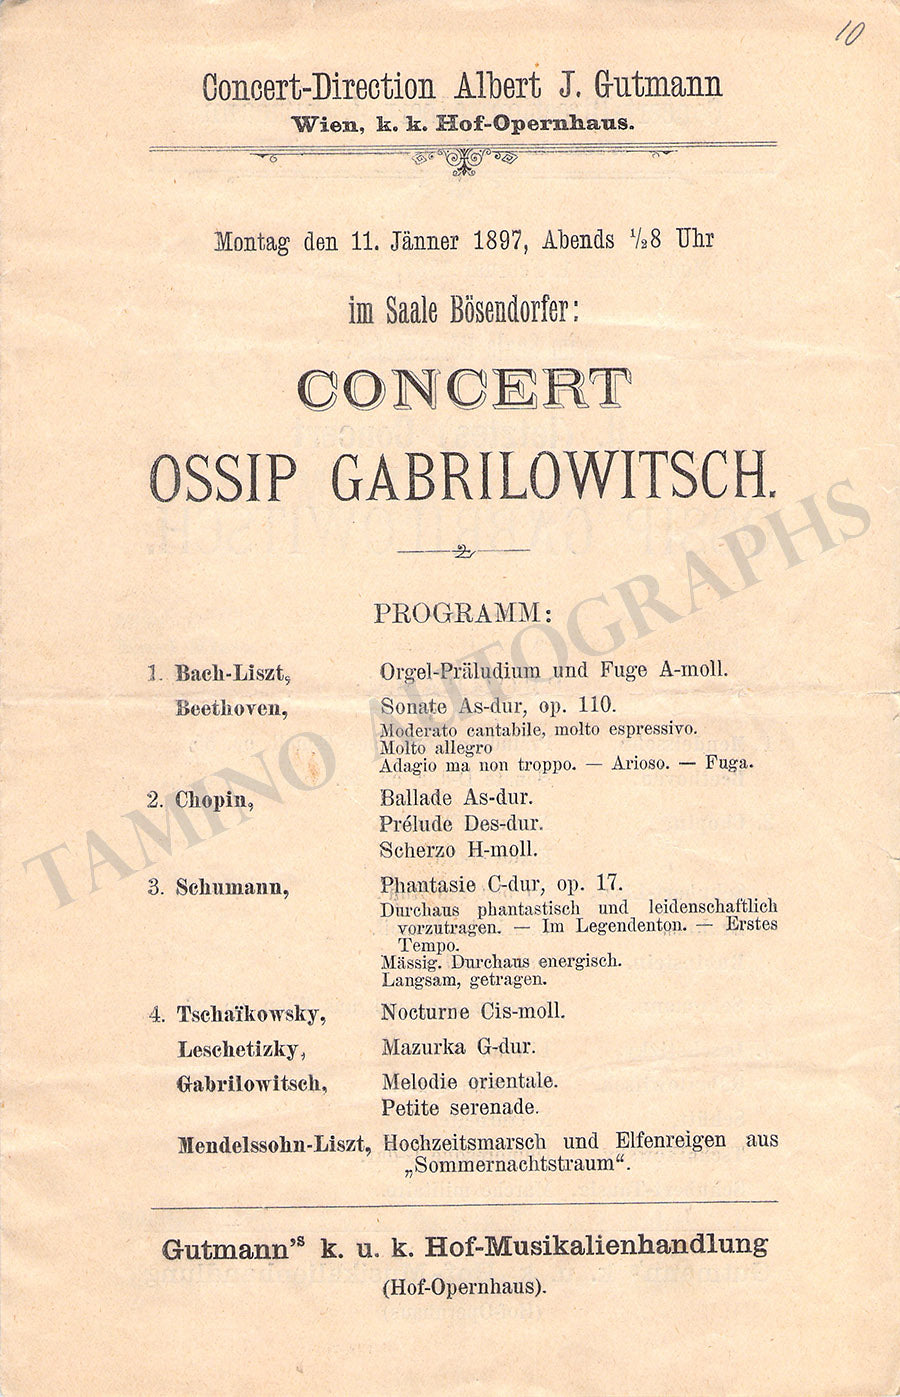 10
Concert-Direction Albert J. Gutmann
Wien, k. k. Hof-Opernhaus.
Montag den 11. Jänner 1897, Abends ½8 Uhr
im Saale Bösendorfer:
CONCERT
OSSIP GABRILOWITSCH.
PROGRAMM:
1. Bach-Liszt, Orgel-Präludium und Fuge A-moll.
Beethoven, Sonate As-dur, op. 110.
Moderato cantabile, molto espressivo.
Molto allegro
Adagio ma non troppo. — Arioso. — Fuga.
2. Chopin, Ballade As-dur.
Prélude Des-dur.
Scherzo H-moll.
3. Schumann, Phantasie C-dur, op. 17.
Durchaus phantastisch und leidenschaftlich
vorzutragen. — Im Legendenton. — Erstes
Tempo.
Mässig. Durchaus energisch.
Langsam, getragen.
4. Tschaïkowsky, Nocturne Cis-moll.
Leschetizky, Mazurka G-dur.
Gabrilowitsch, Melodie orientale.
Petite serenade.
Mendelssohn-Liszt, Hochzeitsmarsch und Elfenreigen aus
„Sommernachtstraum“.
Gutmann's k. u. k. Hof-Musikalienhandlung
(Hof-Opernhaus).
TAMINO AUTOGRAPHS